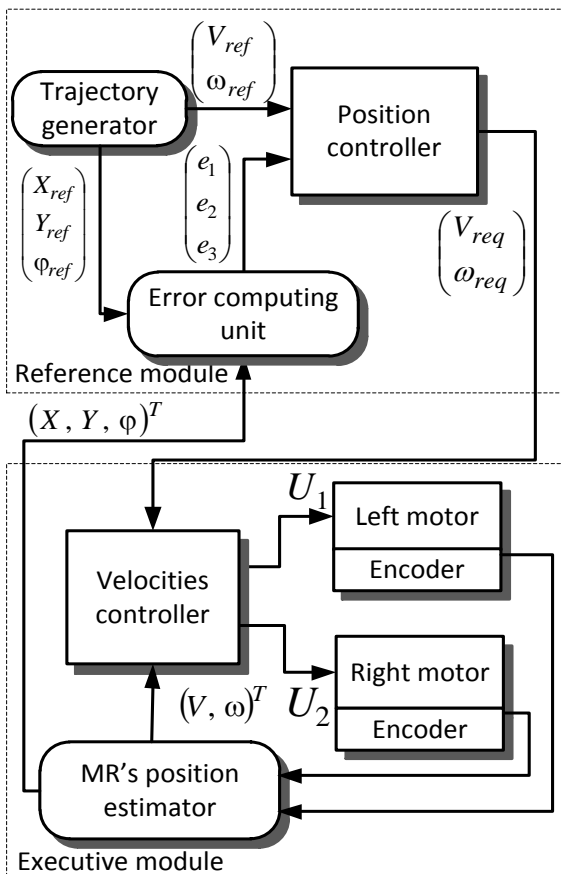 V_ref
ω_ref
Trajectory
generator
Position
controller
X_ref
Y_ref
φ_ref
e_1
e_2
e_3
V_req
ω_req
Error computing
unit
Reference module
(X , Y , φ)^T
U_1
Left motor
Encoder
Velocities
controller
Right motor
(V, ω)^T
U_2
Encoder
MR's position
estimator
Executive module